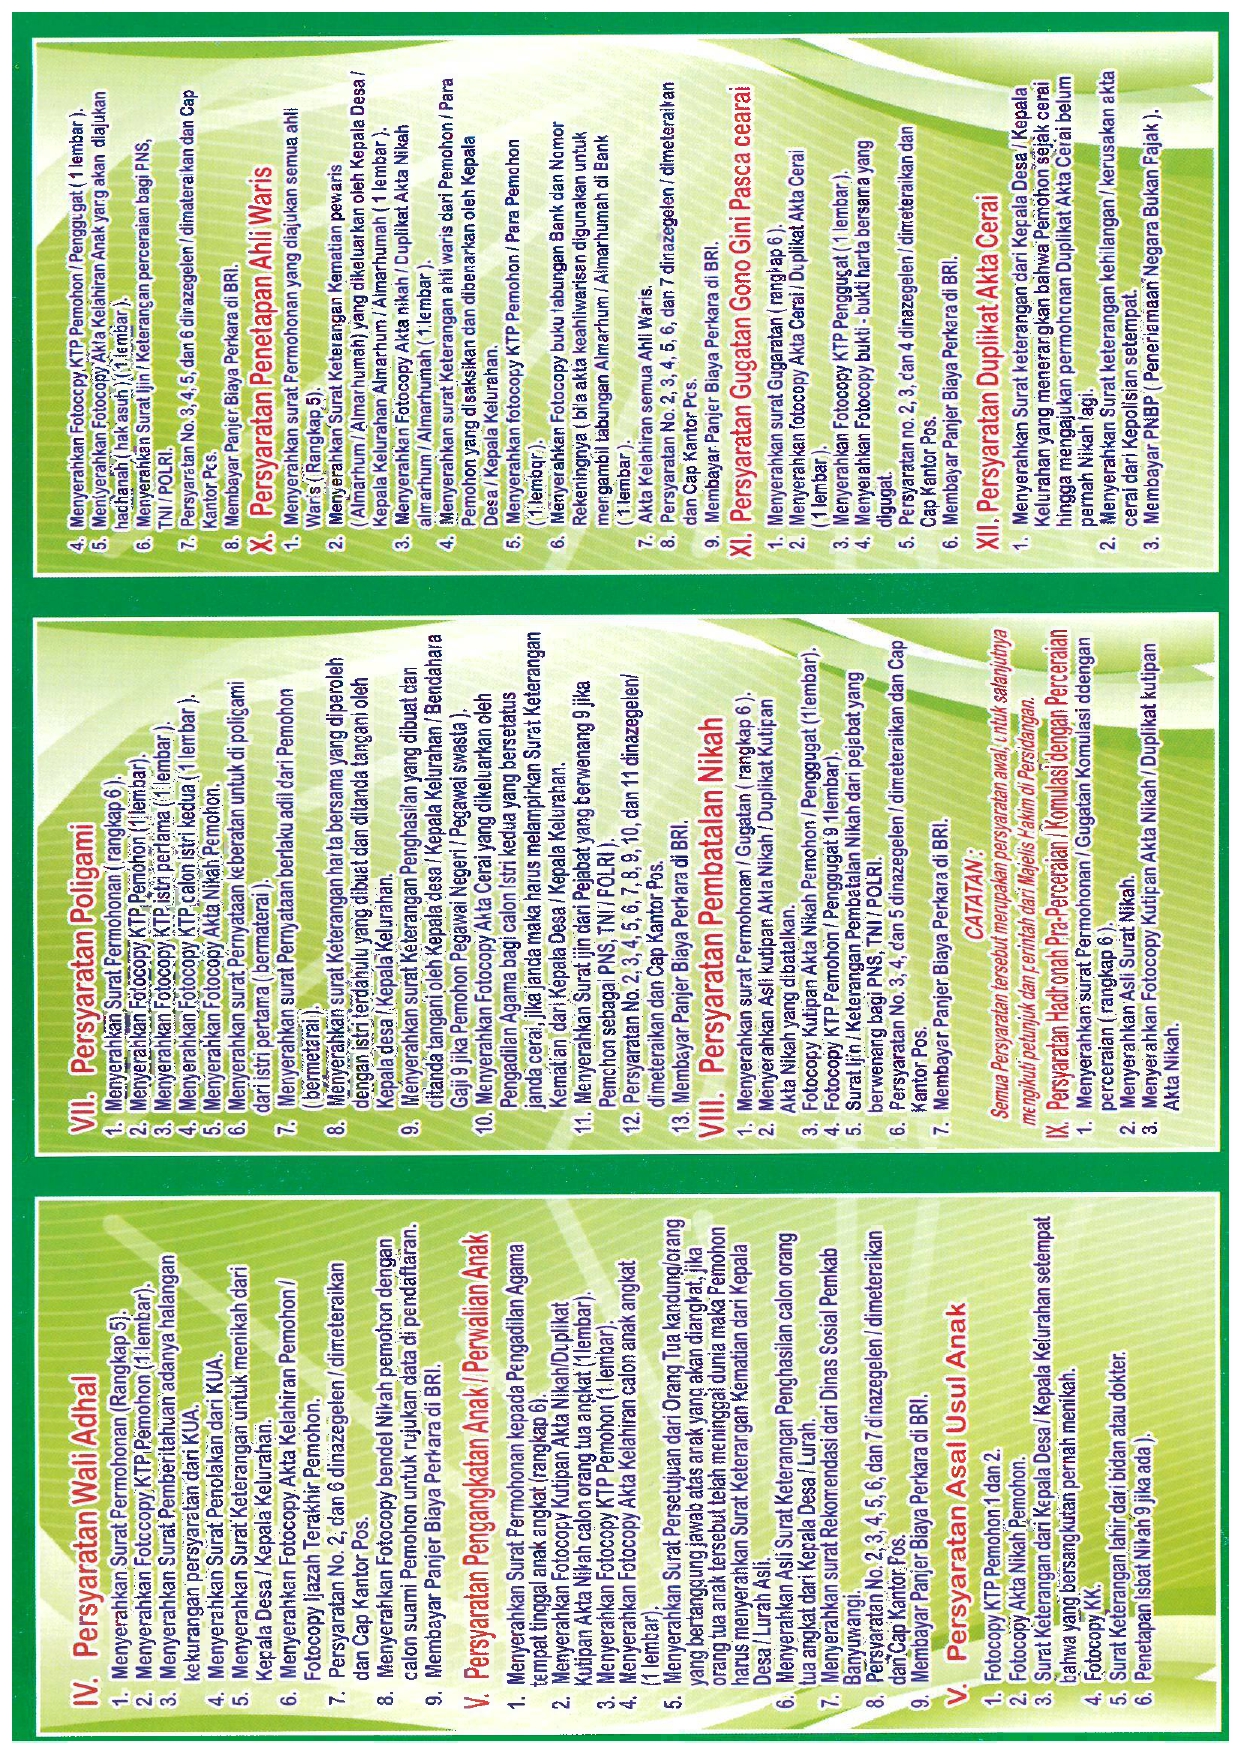 IV. Persyaratan Wali Adhal
1. Menyerahkan Surat Permohonan (Rangkap 5).
2. Menyerahkan Fotocopy KTP Pemohon (1 lembar).
3. Menyerahkan Surat Pemberitahuan adanya halangan
kekurangan persyaratan dari KUA.
4. Menyerahkan Surat Penolakan dari KUA.
5. Menyerahkan Surat Keterangan untuk menikah dari
Kepala Desa / Kepala Kelurahan.
6. Menyerahkan Fotocopy Akta Kelahiran Pemohon /
Fotocopy Ijazah Terakhir Pemohon.
7. Persyaratan No. 2, dan 6 dinazegelen / dimeteraikan
dan Cap Kantor Pos.
8. Menyerahkan Fotocopy bendel Nikah pemohon dengan
calon suami Pemohon untuk rujukan data di pendaftaran.
9. Membayar Panjer Biaya Perkara di BRI.
V. Persyaratan Pengangkatan Anak / Perwalian Anak
1. Menyerahkan Surat Permohonan kepada Pengadilan Agama
tempat tinggal anak angkat (rangkap 6).
2. Menyerahkan Fotocopy Kutipan Akta Nikah/Duplikat
Kutipan Akta Nikah calon orang tua angkat (1lembar).
3. Menyerahkan Fotocopy KTP Pemohon (1 lembar).
4. Menyerahkan Fotocopy Akta Kelahiran calon anak angkat
(1 lembar).
5. Menyerahkan Surat Persetujuan dari Orang Tua kandung/orang
yang bertanggung jawab atas anak yang akan diangkat, jika
orang tua anak tersebut telah meninggal dunia maka Pemohon
harus menyerahkan Surat Keterangan Kematian dari Kepala
Desa / Lurah Asli.
6. Menyerahkan Asli Surat Keterangan Penghasilan calon orang
tua angkat dari Kepala Desa / Lurah.
7. Menyerahkan surat Rekomendasi dari Dinas Sosial Pemkab
Banyuwangi.
8. Persyaratan No. 2, 3, 4, 5, 6, dan 7 dinazegelen / dimeteraikan
dan Cap Kantor Pos.
9. Membayar Panjer Biaya Perkara di BRI.
V. Persyaratan Asal Usul Anak
1. Fotocopy KTP Pemohon 1 dan 2.
2. Fotocopy Akta Nikah Pemohon.
3. Surat Keterangan dari Kepala Desa / Kepala Kelurahan setempat
bahwa yang bersangkutan pernah menikah.
4. Fotocopy KK.
5. Surat Keterangan lahir dari bidan atau dokter.
6. Penetapan Isbat Nikah 9 jika ada ).
VII. Persyaratan Poligami
1. Menyerahkan Surat Permohonan ( rangkap 6 ).
2. Menyerahkan Fotocopy KTP Pemohon (1 lembar).
3. Menyerahkan Fotocopy KTP istri pertama ( 1 lembar ).
4. Menyerahkan Fotocopy KTP calon istri kedua ( 1 lembar ).
5. Menyerahkan Fotocopy Akta Nikah Pemohon.
6. Menyerahkan surat Pernyataan keberatan untuk di poligami
dari istri pertama ( bermaterai ).
7. Menyerahkan surat Pernyataan berlaku adil dari Pemohon
( bermetarai ).
8. Menyerahkan surat Keterangan harta bersama yang diperoleh
dengan istri terdahulu yang dibuat dan ditanda tangani oleh
Kepala desa / Kepala Kelurahan.
9. Menyerahkan surat Keterangan Penghasilan yang dibuat dan
ditanda tangani oleh Kepala desa / Kepala Kelurahan / Bendahara
Gaji 9 jika Pemohon Pegawai Negeri / Pegawai swasta ).
10. Menyerahkan Fotocopy Akta Cerai yang dikeluarkan oleh
Pengadilan Agama bagi calon Istri kedua yang bersetatus
janda cerai, jika janda maka harus melampirkan Surat Keterangan
Kematian dari Kepala Desa / Kepala Kelurahan.
11. Menyerahkan Surat ijin dari Pejabat yang berwenang 9 jika
Pemohon sebagai PNS, TNI / POLRI ).
12. Persyaratan No. 2, 3, 4, 5, 6, 7, 8, 9, 10, dan 11 dinazegelen/
dimeteraikan dan Cap Kantor Pos.
13. Membayar Panjer Biaya Perkara di BRI.
VIII. Persyaratan Pembatalan Nikah
1. Menyerahkan surat Permohonan / Gugatan ( rangkap 6 ).
2. Menyerahkan Asli kutipan Akta Nikah / Duplikat Kutipan
Akta Nikah yang dibatalkan.
3. Fotocopy Kutipan Akta Nikah Pemohon / Penggugat (1lembar).
4. Fotocopy KTP Pemohon / Penggugat 9 1lembar).
5. Surat Ijin / Keterangan Pembatalan Nikah dari pejabat yang
berwenang bagi PNS, TNI / POLRI.
6. Persyaratan No. 3, 4, dan 5 dinazegelen / dimeteraikan dan Cap
Kantor Pos.
7. Membayar Panjer Biaya Perkara di BRI.
CATATAN :
Semua Persyaratan tersebut merupakan persyaratan awal, untuk salanjutnya
mengikuti petunjuk dan perintah dari Majelis Hakim di Persidangan.
IX. Persyaratan Hadhonah Pra-Perceraian / Komulasi dengan Perceraian
1. Menyerahkan surat Permohonan / Gugatan Komulasi ddengan
perceraian ( rangkap 6 ).
2. Menyerahkan Asli Surat Nikah.
3. Menyerahkan Fotocopy Kutipan Akta Nikah / Duplikat kutipan
Akta Nikah.
4. Menyerahkan Fotocopy KTP Pemohon / Penggugat ( 1 lembar ).
5. Menyerahkan Fotocopy Akta Kelahiran Anak yang akan diajukan
hadhanah ( hak asuh ) ( 1 lembar ).
6. Menyerahkan Surat Ijin / Keterangan perceraian bagi PNS,
TNI / POLRI.
7. Persyaratan No. 3, 4, 5, dan 6 dinazegelen / dimateraikan dan Cap
Kantor Pos.
8. Membayar Panjer Biaya Perkara di BRI.
X. Persyaratan Penetapan Ahli Waris
1. Menyerahkan surat Permohonan yang diajukan semua ahli
Waris ( Rangkap 5).
2. Menyerahkan Surat Keterangan Kematian pewaris
( Almarhum / Almarhumah) yang dikeluarkan oleh Kepala Desa /
Kepala Kelurahan Almarhum / Almarhumah ( 1 lembar ).
3. Menyerahkan Fotocopy Akta nikah / Duplikat Akta Nikah
almarhum / Almarhumah ( 1 lembar ).
4. Menyerahkan surat Keterangan ahli waris dari Pemohon / Para
Pemohon yang disaksikan dan dibenarkan oleh Kepala
Desa / Kepala Kelurahan.
5. Menyerahkan fotocopy KTP Pemohon / Para Pemohon
( 1 lembqr ).
6. Menyerahkan Fotocopy buku tabungan Bank dan Nomor
Rekeningnya ( bila akta keahliwarisan digunakan untuk
mengambil tabungan Almarhum / Almarhumah di Bank
( 1 lembar ).
7. Akta Kelahiran semua Ahli Waris.
8. Persyaratan No. 2, 3, 4, 5, 6, dan 7 dinazegelen / dimeteraikan
dan Cap Kantor Pos.
9. Membayar Panjer Biaya Perkara di BRI.
XI. Persyaratan Gugatan Gono Gini Pasca cearai
1. Menyerahkan surat Gugaratan ( rangkap 6 ).
2. Menyerahkan fotocopy Akta Cerai / Duplikat Akta Cerai
( 1 lembar ).
3. Menyerahkan Fotocopy KTP Penggugat ( 1 lembar ).
4. Menyerahkan Fotocopy bukti - bukti harta bersama yang
digugat.
5. Persyaratan no. 2, 3, dan 4 dinazegelen / dimeteraikan dan
Cap Kantor Pos.
6. Membayar Panjer Biaya Perkara di BRI.
XII. Persyaratan Duplikat Akta Cerai
1. Menyerahkan Surat keterangan dari Kepala Desa / Kepala
Kelurahan yang menerangkan bahwa Pemohon sejak cerai
hingga mengajukan permohonan Duplikat Akta Cerai belum
pernah Nikah lagi.
2. Menyerahkan Surat keterangan kehilangan / kerusakan akta
cerai dari Kepolisian setempat.
3. Membayar PNBP ( Peneriamaan Negara Bukan Pajak ).